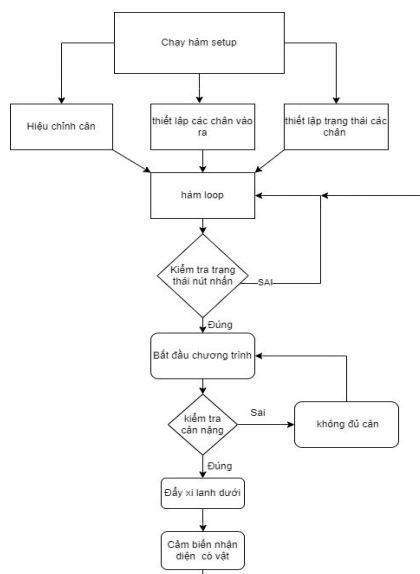 Chạy hàm setup
Hiệu chỉnh cân
thiết lập các chân vào
ra
thiết lập trạng thái các
chân
hàm loop
Kiểm tra trạng
thái nút nhấn
SAI
Đúng
Bắt đầu chương trình
kiểm tra
cân nặng
Sai
không đủ cân
Đúng
Đẩy xi lanh dưới
Cảm biến nhận
diện có vật